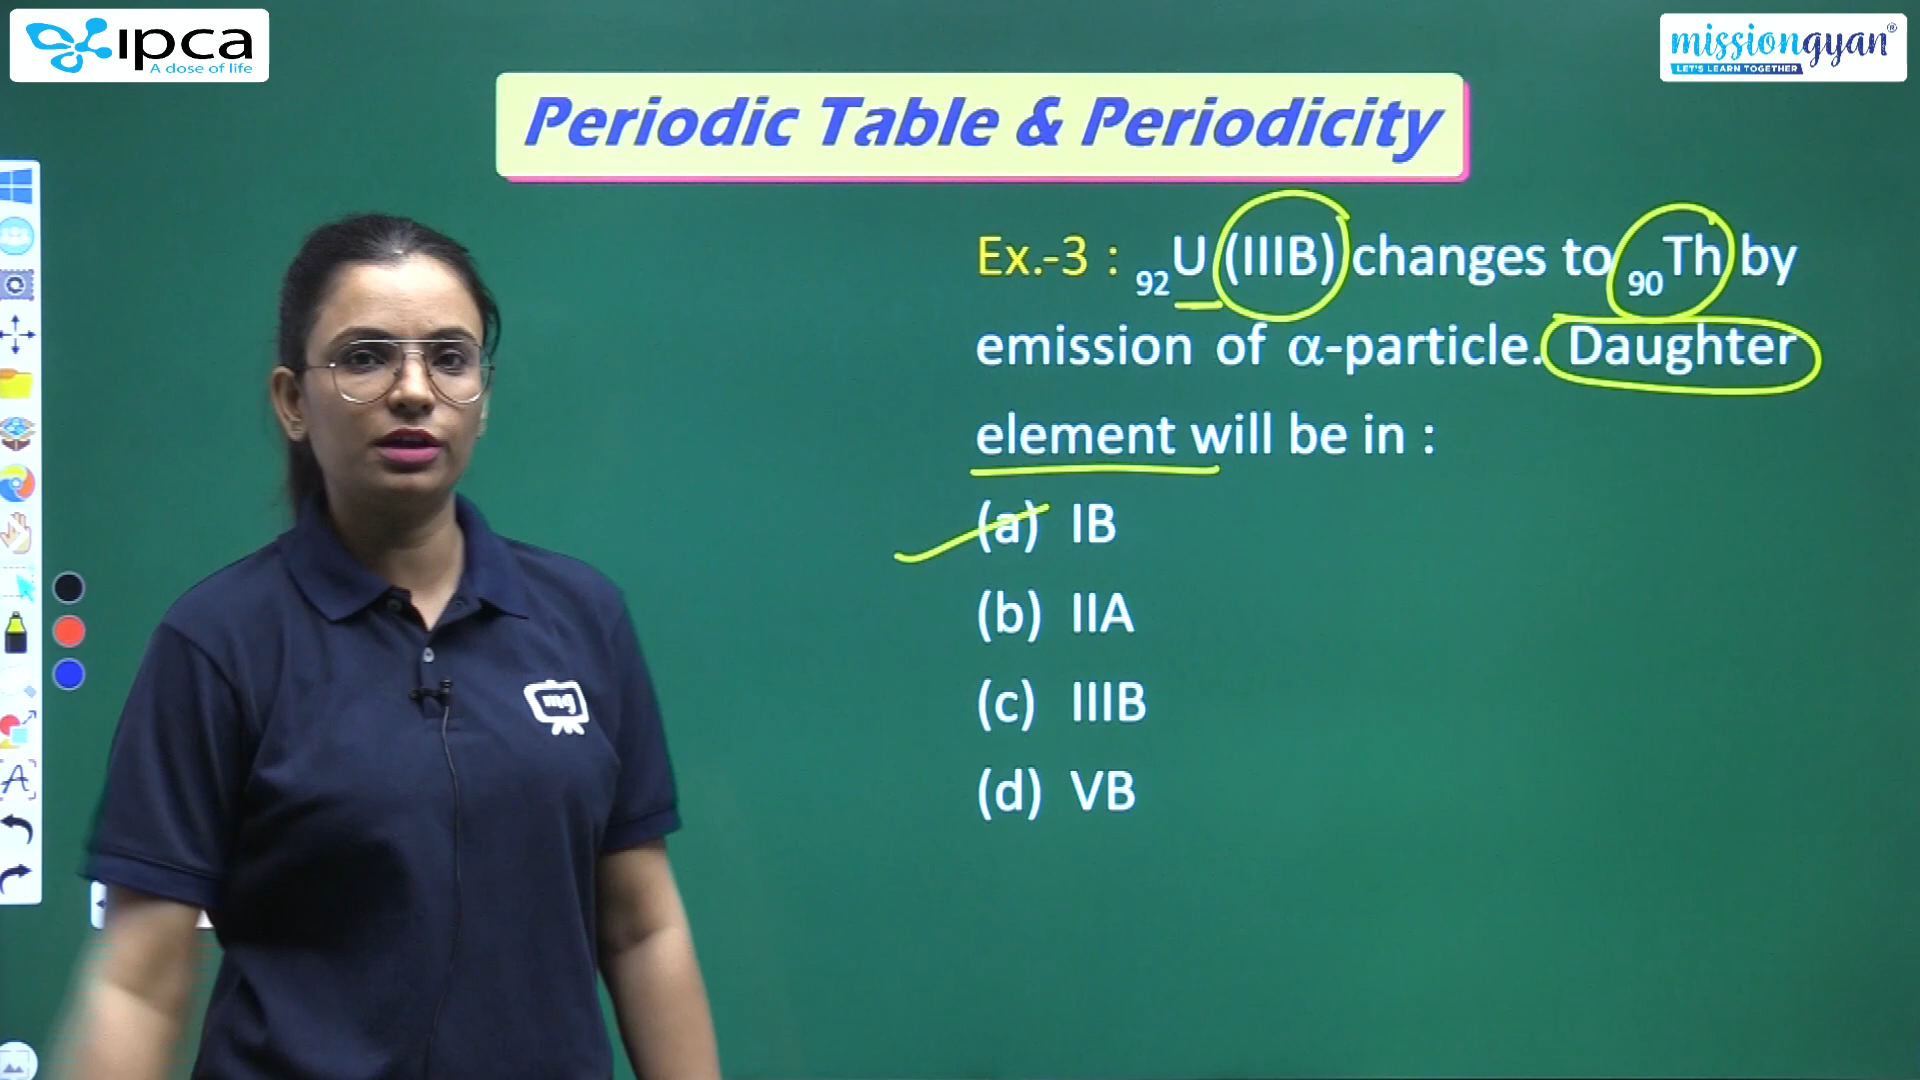 ipca
A dose of life
missiongyan®
LET'S LEARN TOGETHER
Periodic Table & Periodicity
Ex.-3 : ₉₂U (IIIB) changes to ₉₀Th by
emission of α-particle. Daughter
element will be in :
(a) IB
(b) IIA
(c) IIIB
(d) VB
mg
A